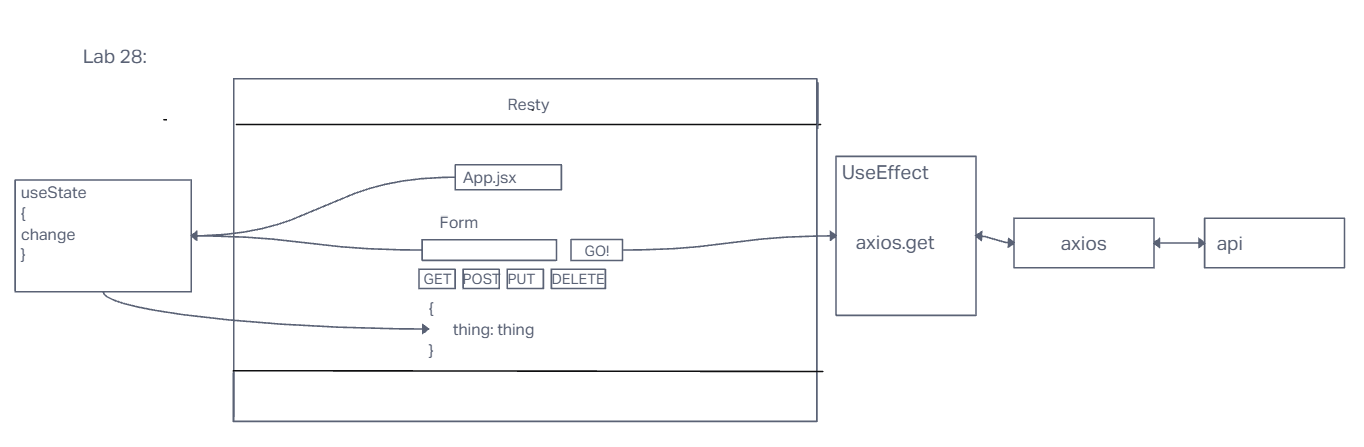 Lab 28:
Resty
useState
{
change
}
App.jsx
Form
GO!
GET POST PUT DELETE
{
thing: thing
}
UseEffect
axios.get
axios
api